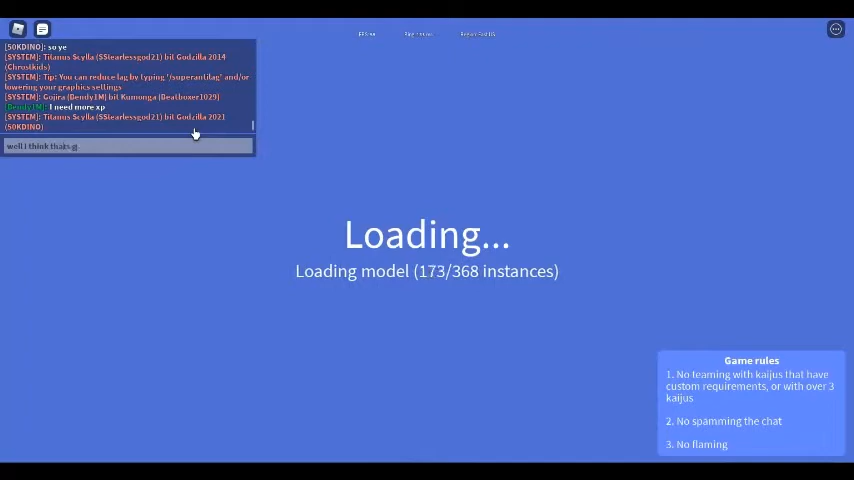 [50KDINO]: so ye
[SYSTEM]: Titanus Scylla (SStearlessgod21) bit Godzilla 2014
(Chrustkids)
[SYSTEM]: Tip: You can reduce lag by typing '/superantilag' and/or
lowering your graphics settings
[SYSTEM]: Gojira (Bendy1M) bit Kumonga (Beatboxer1029)
[Bendy1M]: I need more xp
[SYSTEM]: Titanus Scylla (SStearlessgod21) bit Godzilla 2021
(50KDINO)
well I think thats
Loading...
Loading model (173/368 instances)
Game rules
1. No teaming with kaijus that have
custom requirements, or with over 3
kaijus
2. No spamming the chat
3. No flaming